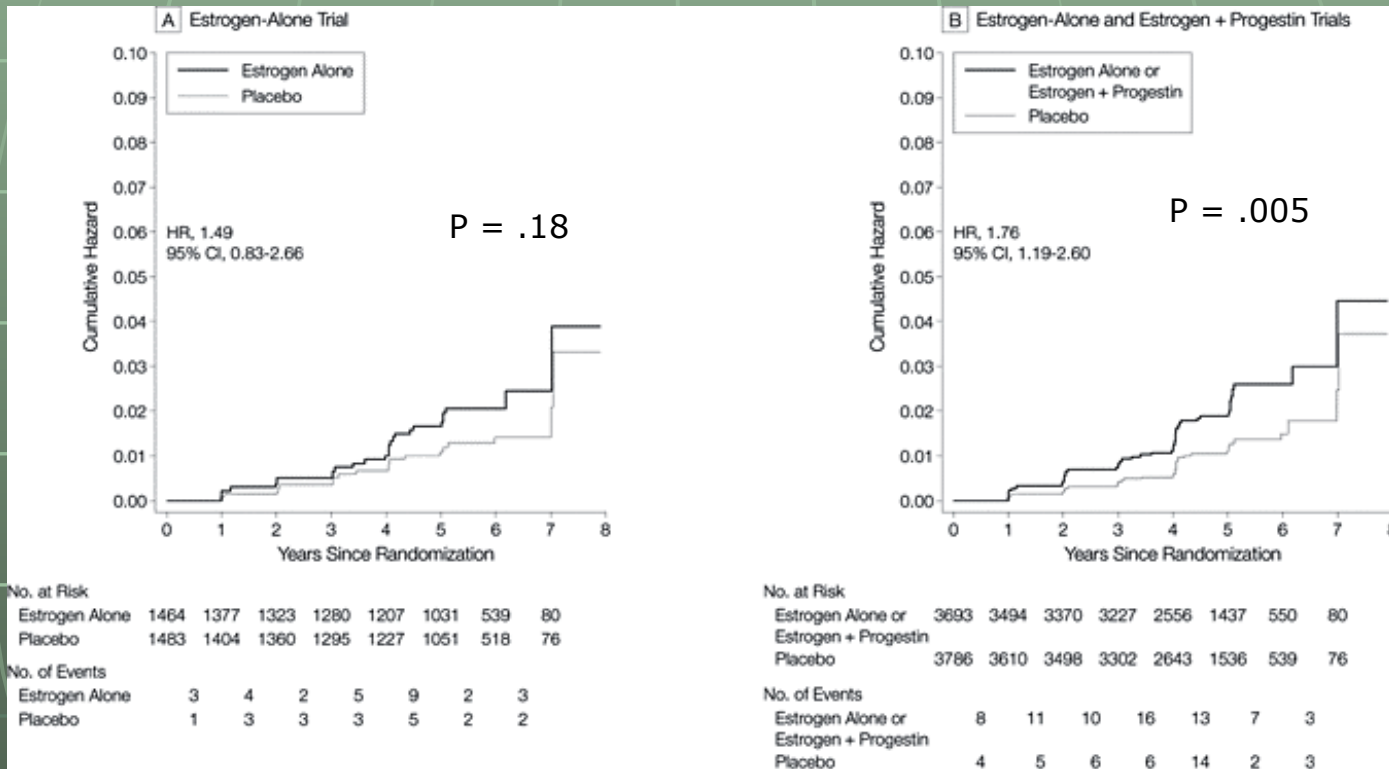 A Estrogen-Alone Trial
0.10
0.09
0.08
0.07
0.06
0.05
0.04
0.03
0.02
0.01
0.00
Cumulative Hazard
Estrogen Alone
Placebo
P = .18
HR, 1.49
95% CI, 0.83-2.66
0 1 2 3 4 5 6 7 8
Years Since Randomization
No. at Risk
Estrogen Alone 1464 1377 1323 1280 1207 1031 539 80
Placebo 1483 1404 1360 1295 1227 1051 518 76
No. of Events
Estrogen Alone 3 4 2 5 9 2 3
Placebo 1 3 3 3 5 2 2
B Estrogen-Alone and Estrogen + Progestin Trials
0.10
0.09
0.08
0.07
0.06
0.05
0.04
0.03
0.02
0.01
0.00
Cumulative Hazard
Estrogen Alone or
Estrogen + Progestin
Placebo
P = .005
HR, 1.76
95% CI, 1.19-2.60
0 1 2 3 4 5 6 7 8
Years Since Randomization
No. at Risk
Estrogen Alone or 3693 3494 3370 3227 2556 1437 550 80
Estrogen + Progestin
Placebo 3786 3610 3498 3302 2643 1536 539 76
No. of Events
Estrogen Alone or 8 11 10 16 13 7 3
Estrogen + Progestin
Placebo 4 5 6 6 14 2 3